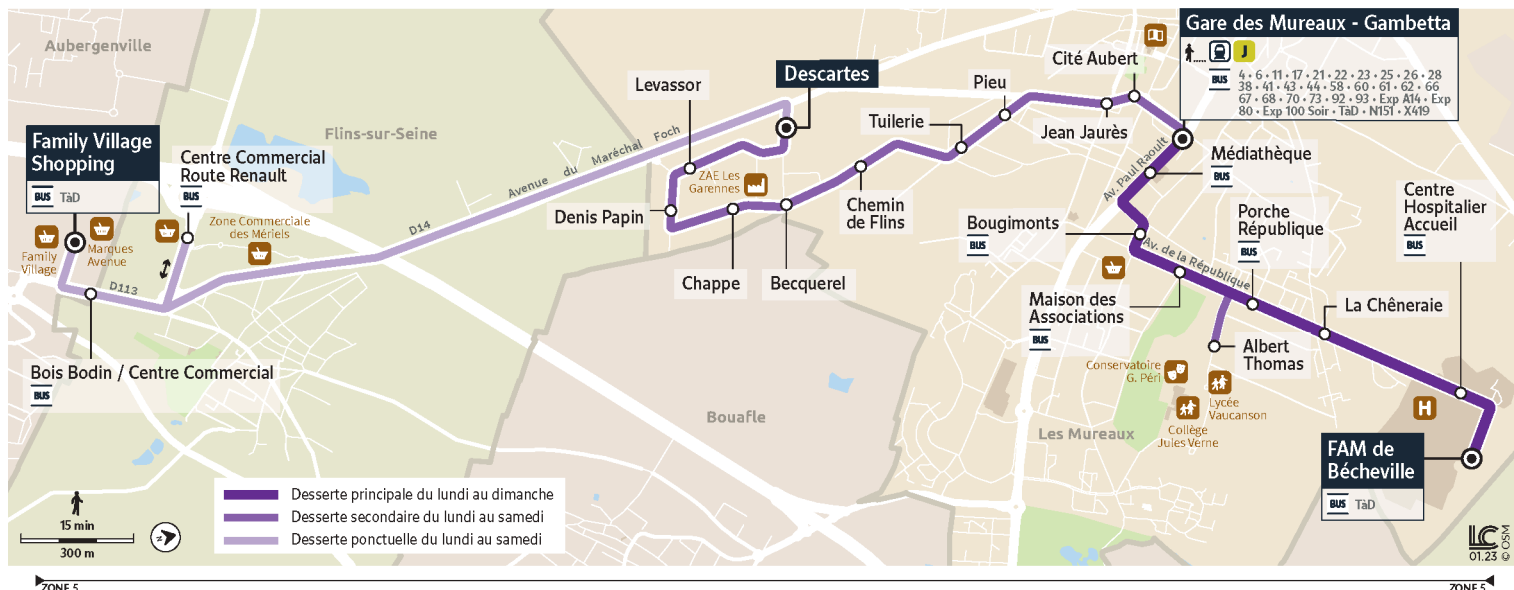 Aubergenville
Family Village
Shopping
BUS TàD
Family
Village
Marques
Avenue
Centre Commercial
Route Renault
BUS
Zone Commerciale
des Mériels
D113
Bois Bodin / Centre Commercial
BUS
Flins-sur-Seine
D14
Avenue du Maréchal Foch
Levassor
Descartes
ZAE Les
Garennes
Denis Papin
Chappe
Becquerel
Chemin
de Flins
Tuilerie
Pieu
Jean Jaurès
Cité Aubert
Gare des Mureaux - Gambetta
J
BUS
4 • 6 • 11 • 17 • 21 • 22 • 23 • 25 • 26 • 28
38 • 41 • 43 • 44 • 58 • 60 • 61 • 62 • 66
67 • 68 • 70 • 73 • 92 • 93 • Exp A14 • Exp
80 • Exp 100 Soir • TàD • N151 • X419
Av. Paul Raoult
Médiathèque
BUS
Bougimonts
BUS
Av. de la République
Porche
République
BUS
Centre
Hospitalier
Accueil
BUS
Maison des
Associations
BUS
La Chêneraie
Albert
Thomas
Conservatoire
G. Péri
Lycée
Vaucanson
Collège
Jules Verne
H
Bouafle
Les Mureaux
FAM de
Bécheville
BUS TàD
Desserte principale du lundi au dimanche
Desserte secondaire du lundi au samedi
Desserte ponctuelle du lundi au samedi
15 min
300 m
N
LC
01.23
© OSM
ZONE 5
ZONE 5